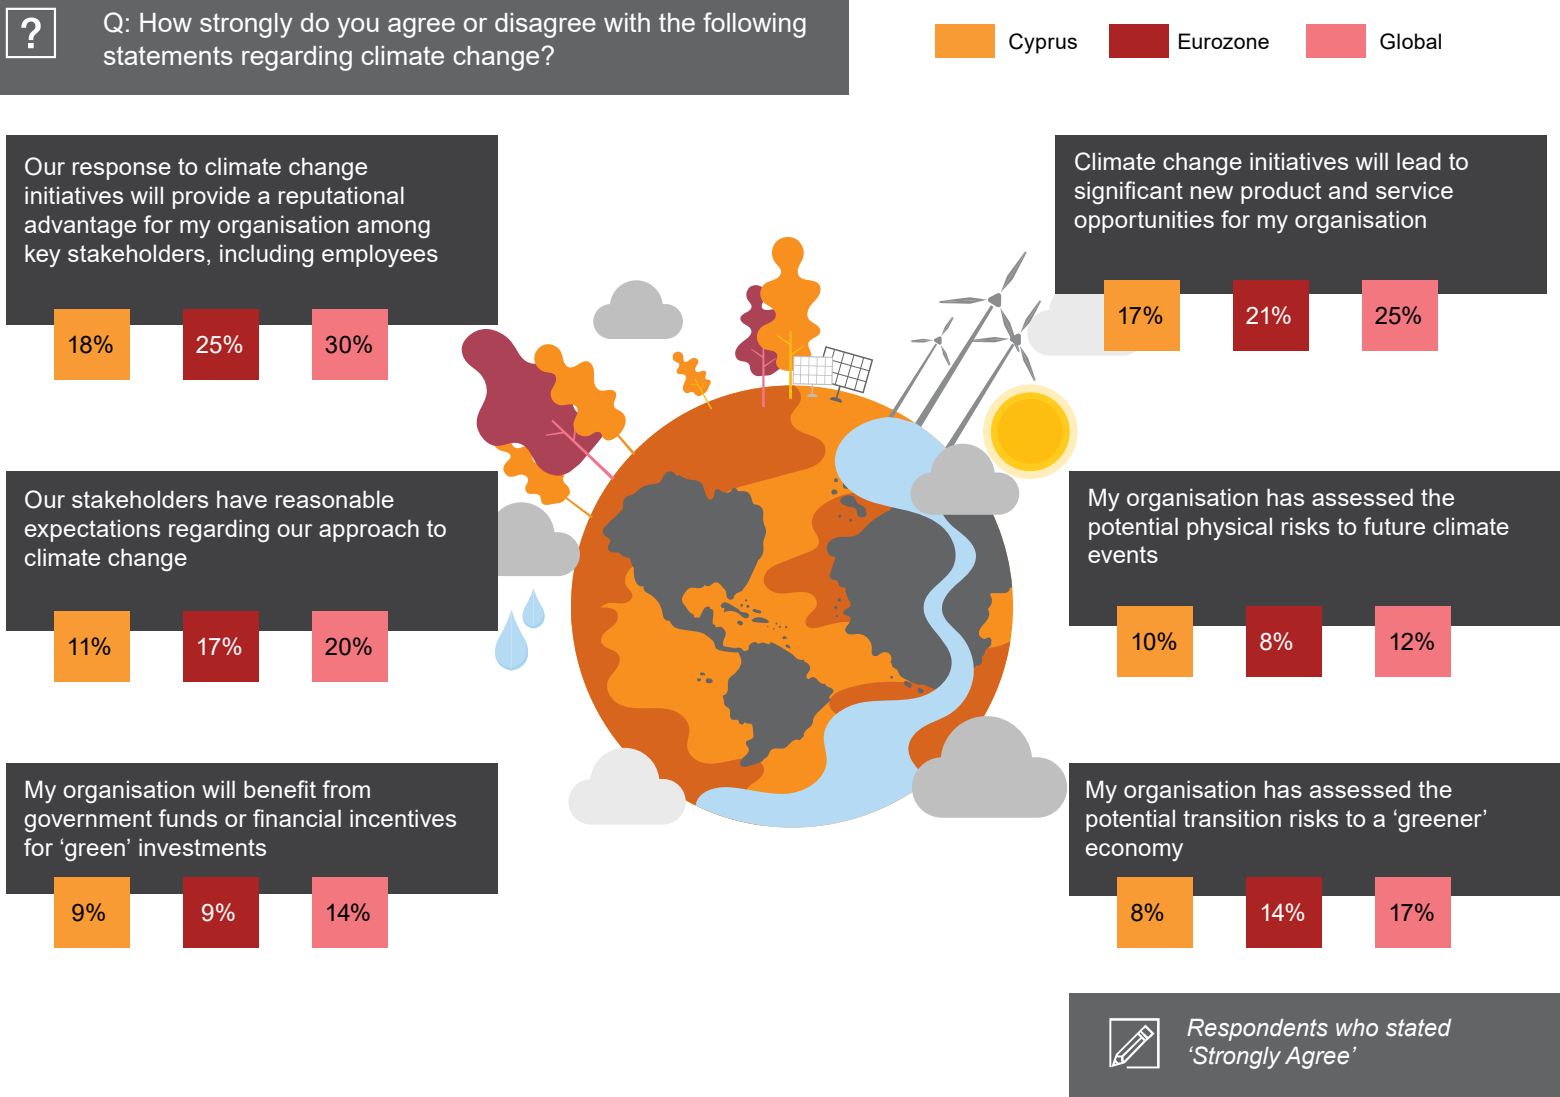 ?
Q: How strongly do you agree or disagree with the following
statements regarding climate change?
Cyprus
Eurozone
Global
Our response to climate change
initiatives will provide a reputational
advantage for my organisation among
key stakeholders, including employees
18%
25%
30%
Climate change initiatives will lead to
significant new product and service
opportunities for my organisation
17%
21%
25%
Our stakeholders have reasonable
expectations regarding our approach to
climate change
11%
17%
20%
My organisation has assessed the
potential physical risks to future climate
events
10%
8%
12%
My organisation will benefit from
government funds or financial incentives
for ‘green’ investments
9%
9%
14%
My organisation has assessed the
potential transition risks to a ‘greener’
economy
8%
14%
17%
Respondents who stated
‘Strongly Agree’